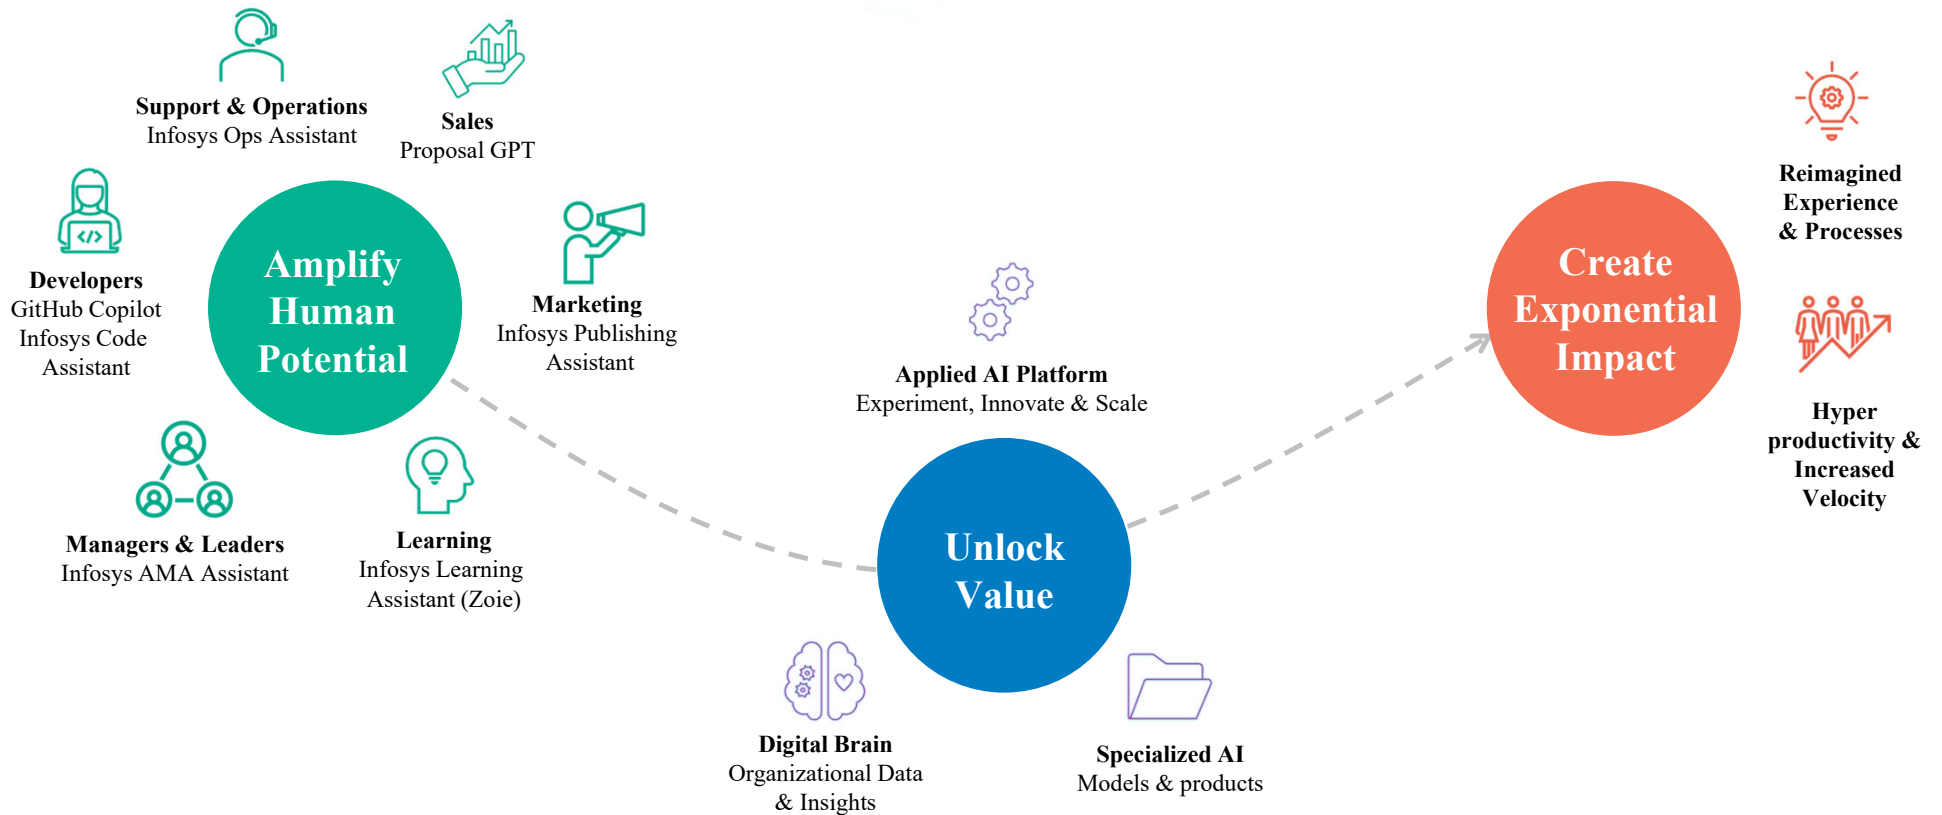 Support & Operations
Infosys Ops Assistant
Sales
Proposal GPT
Developers
GitHub Copilot
Infosys Code
Assistant
Amplify
Human
Potential
Marketing
Infosys Publishing
Assistant
Managers & Leaders
Infosys AMA Assistant
Learning
Infosys Learning
Assistant (Zoie)
Applied AI Platform
Experiment, Innovate & Scale
Unlock
Value
Digital Brain
Organizational Data
& Insights
Specialized AI
Models & products
Create
Exponential
Impact
Reimagined
Experience
& Processes
Hyper
productivity &
Increased
Velocity